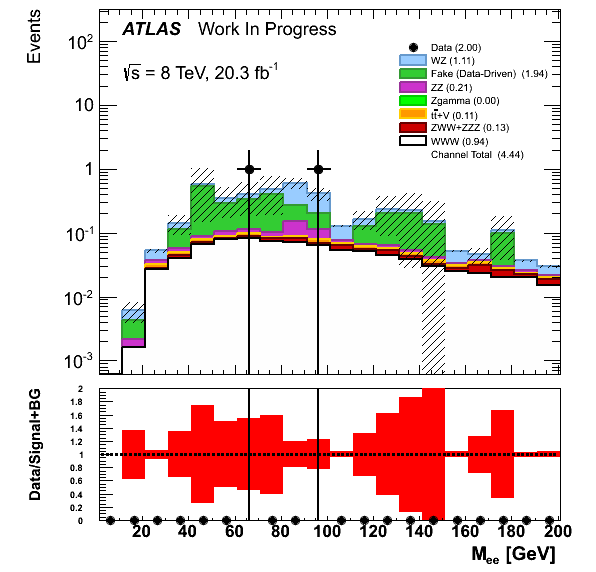 Events
ATLAS Work In Progress
√s = 8 TeV, 20.3 fb⁻¹
Data (2.00)
WZ (1.11)
Fake (Data-Driven) (1.94)
ZZ (0.21)
Zgamma (0.00)
tt̄+V (0.11)
ZWW+ZZZ (0.13)
WWW (0.94)
Channel Total (4.44)
10²
10
1
10⁻¹
10⁻²
10⁻³
Data/Signal+BG
2
1.8
1.6
1.4
1.2
1
0.8
0.6
0.4
0.2
0
20 40 60 80 100 120 140 160 180 200
Mee [GeV]